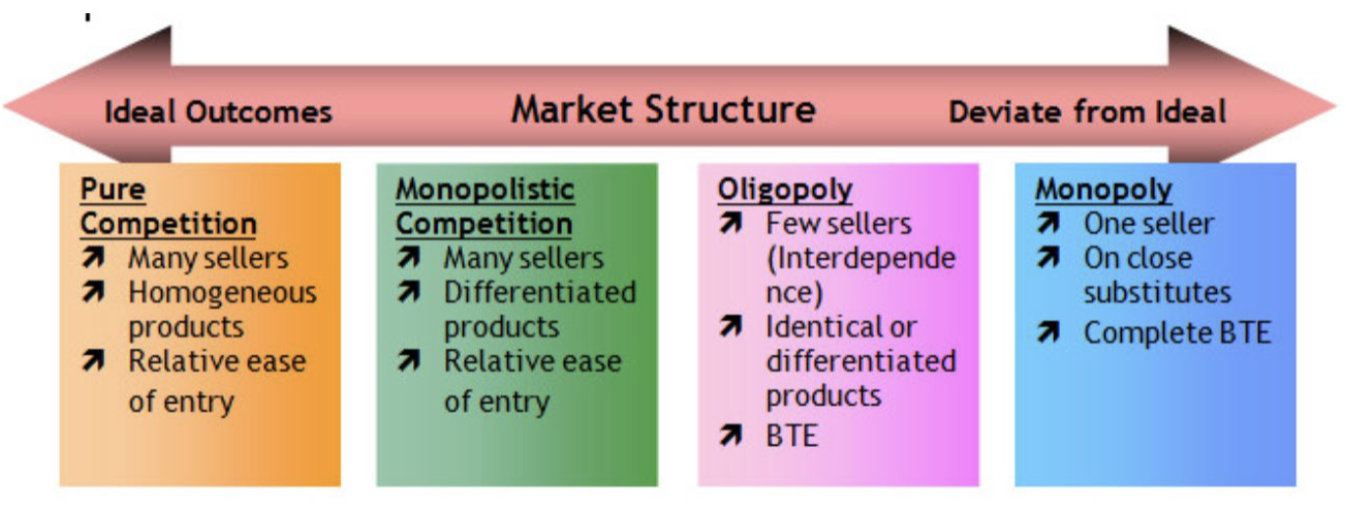 Ideal Outcomes
Market Structure
Deviate from Ideal
Pure
Competition
Many sellers
Homogeneous
products
Relative ease
of entry
Monopolistic
Competition
Many sellers
Differentiated
products
Relative ease
of entry
Oligopoly
Few sellers
(Interdepende
nce)
Identical or
differentiated
products
BTE
Monopoly
One seller
On close
substitutes
Complete BTE